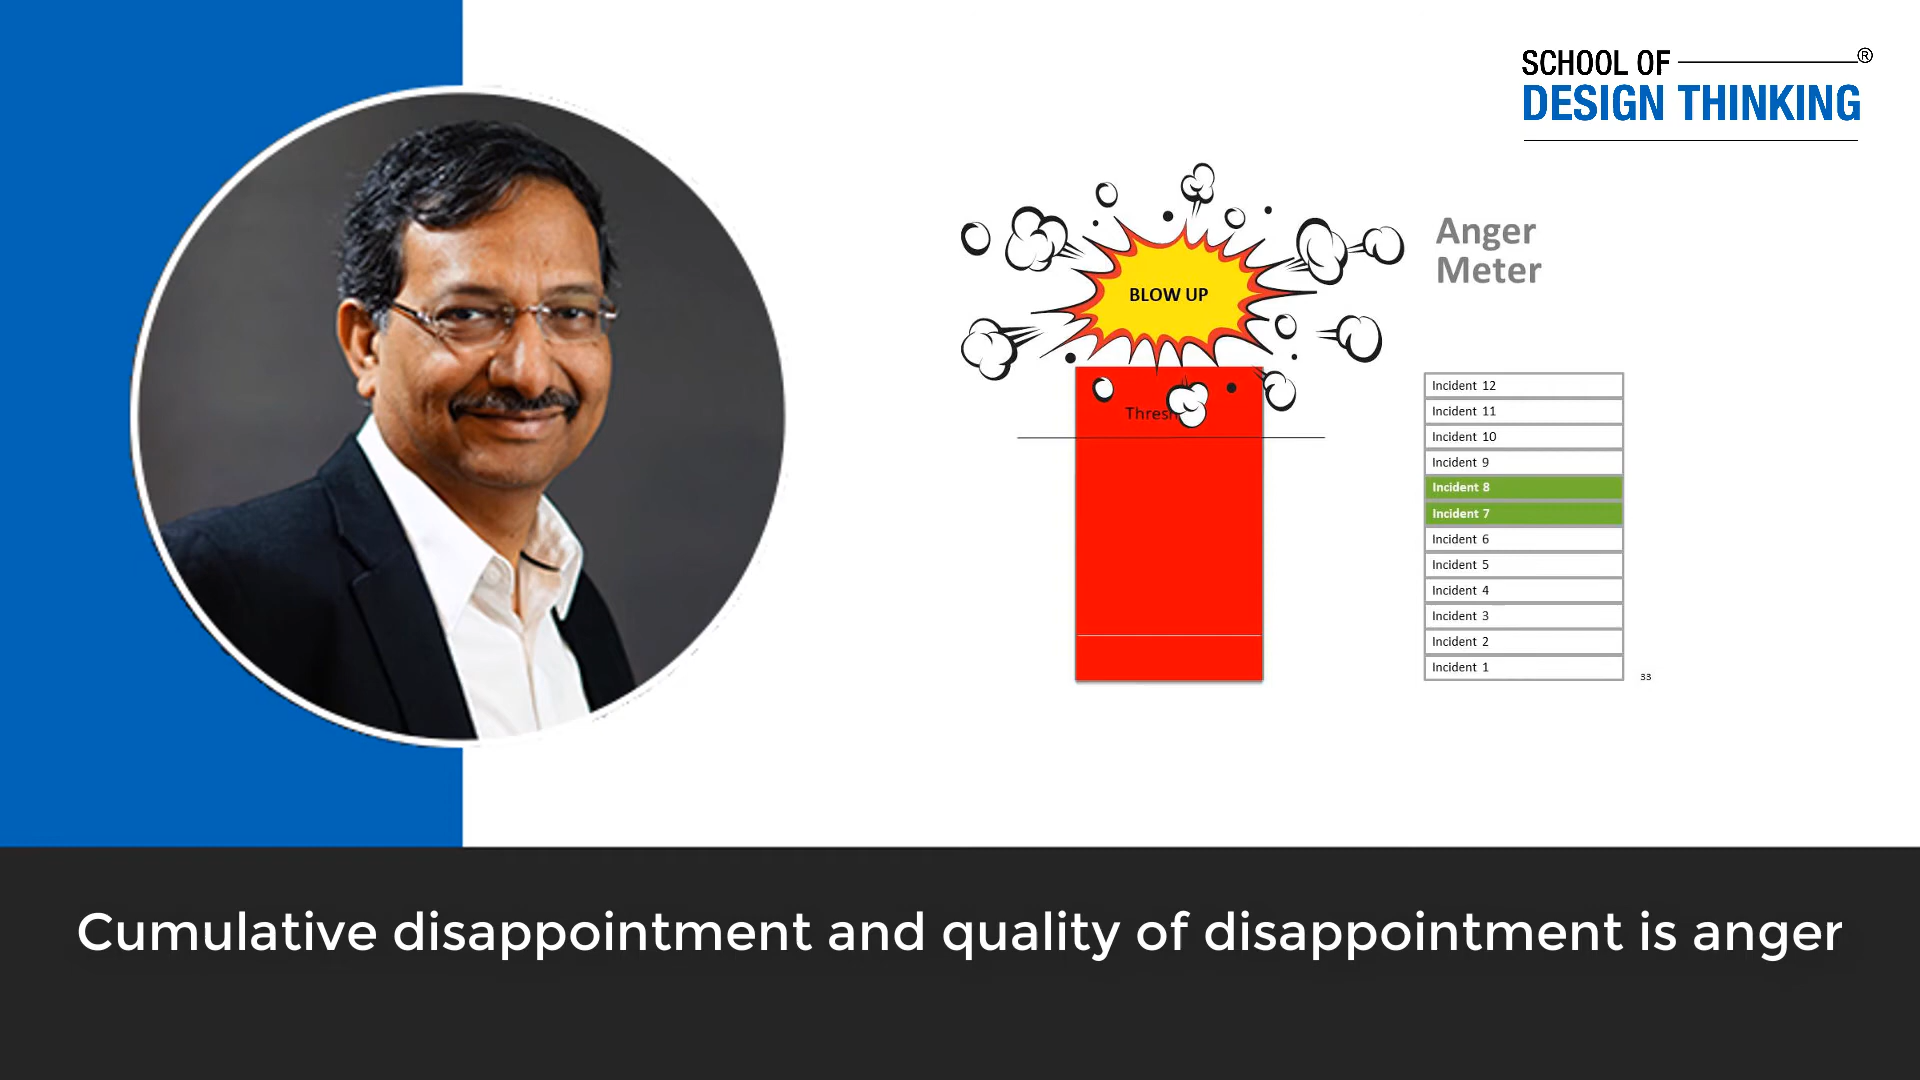 SCHOOL OF ®
DESIGN THINKING
Anger
Meter
BLOW UP
Incident 12
Incident 11
Incident 10
Incident 9
Incident 8
Incident 7
Incident 6
Incident 5
Incident 4
Incident 3
Incident 2
Incident 1
33
Cumulative disappointment and quality of disappointment is anger